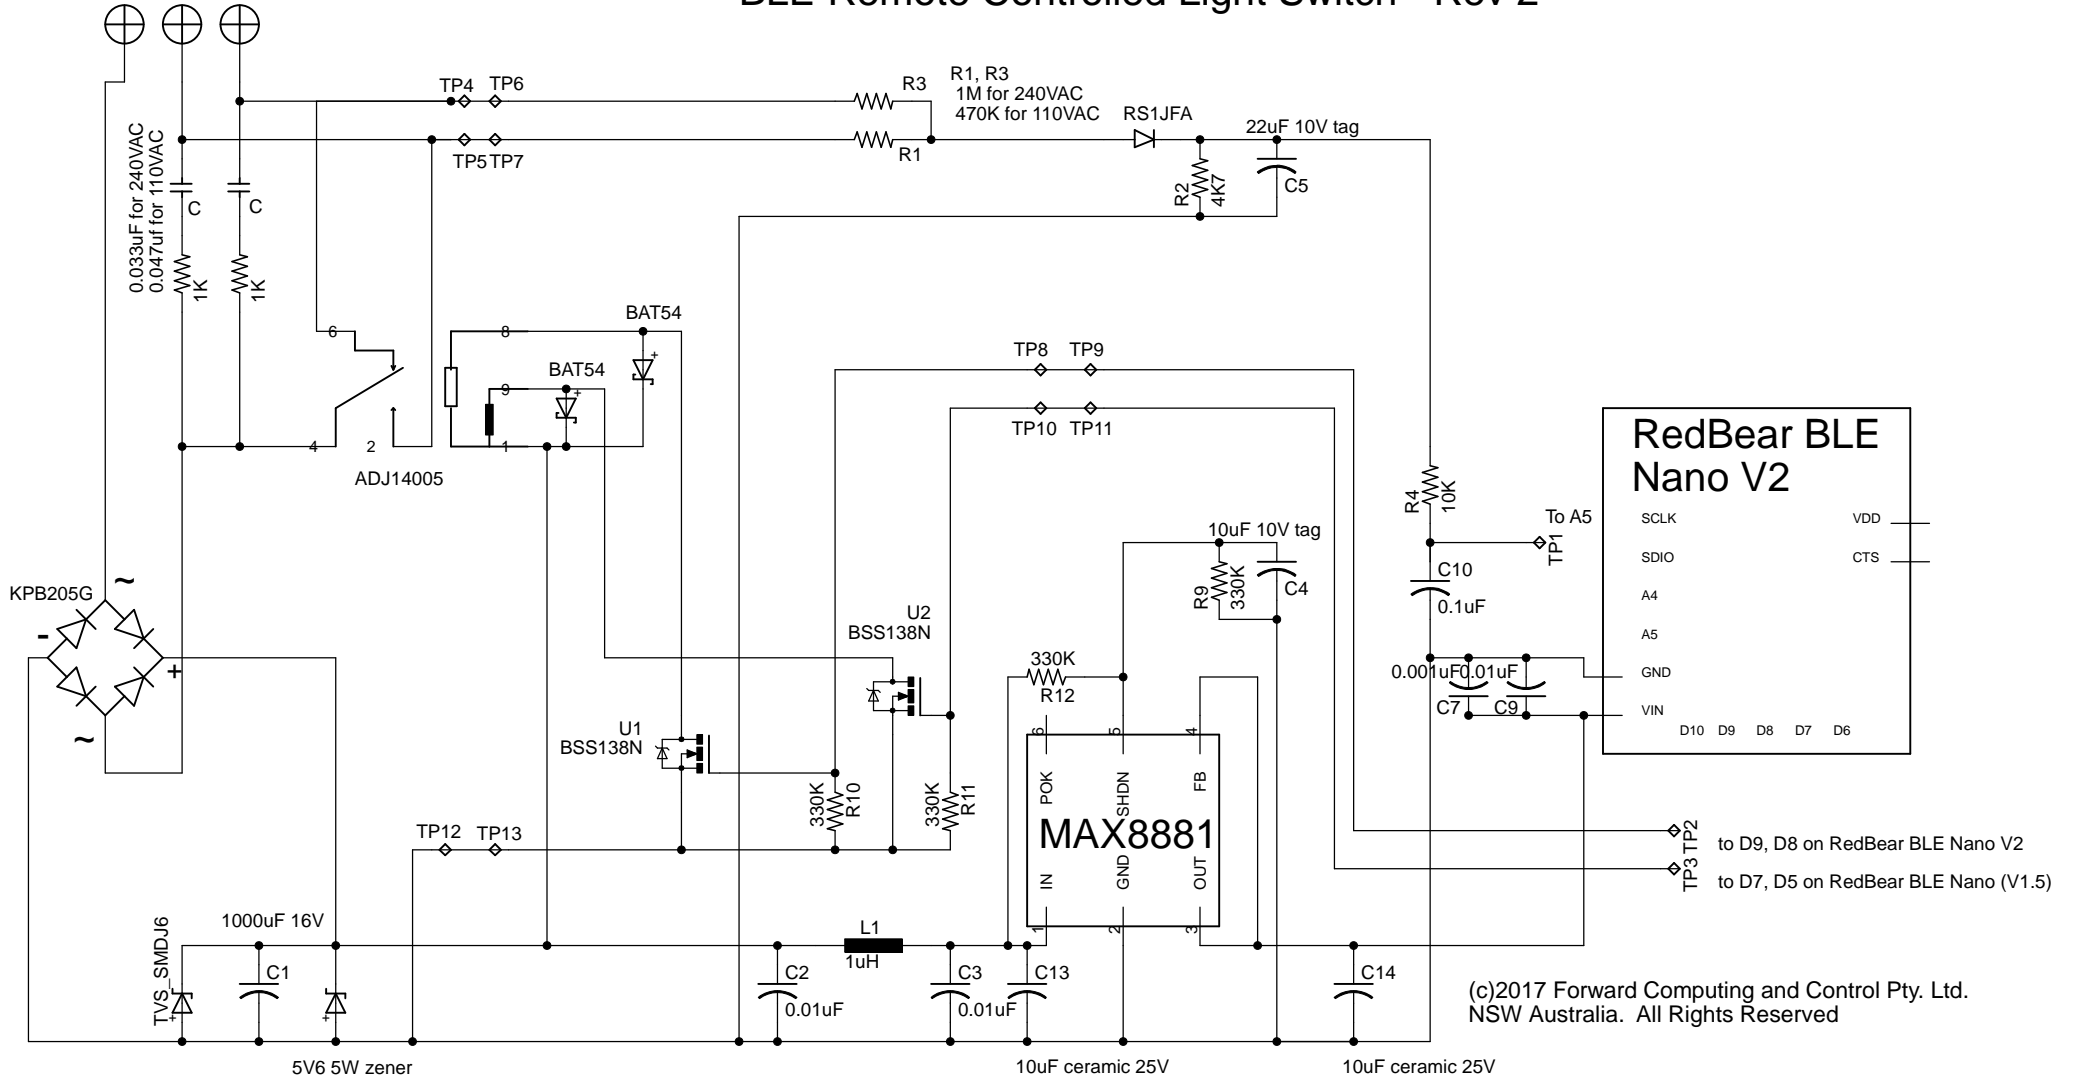 BLE Remote Controlled Light Switch - Rev 2
TP4
TP6
R3
R1, R3
1M for 240VAC
470K for 110VAC
RS1JFA
22uF 10V tag
TP5
TP7
R1
0.033uF for 240VAC
0.047uf for 110VAC
C
C
R2
4K7
C5
1K
1K
BAT54
6
8
BAT54
9
TP8
TP9
TP10
TP11
4
2
1
ADJ14005
RedBear BLE
Nano V2
R4
10K
To A5
TP1
SCLK
VDD
SDIO
CTS
A4
A5
GND
VIN
D10
D9
D8
D7
D6
10uF 10V tag
R9
330K
C4
C10
0.1uF
KPB205G
~
-
+
~
U2
BSS138N
330K
R12
0.001uF
0.01uF
C7
C9
U1
BSS138N
6
5
4
POK
SHDN
FB
330K
R10
330K
R11
MAX8881
IN
GND
OUT
1
2
3
TP12
TP13
TP2
to D9, D8 on RedBear BLE Nano V2
TP3
to D7, D5 on RedBear BLE Nano (V1.5)
TVS_SMDJ6
1000uF 16V
C1
L1
1uH
C2
0.01uF
C3
0.01uF
C13
C14
(c)2017 Forward Computing and Control Pty. Ltd.
NSW Australia.  All Rights Reserved
5V6 5W zener
10uF ceramic 25V
10uF ceramic 25V